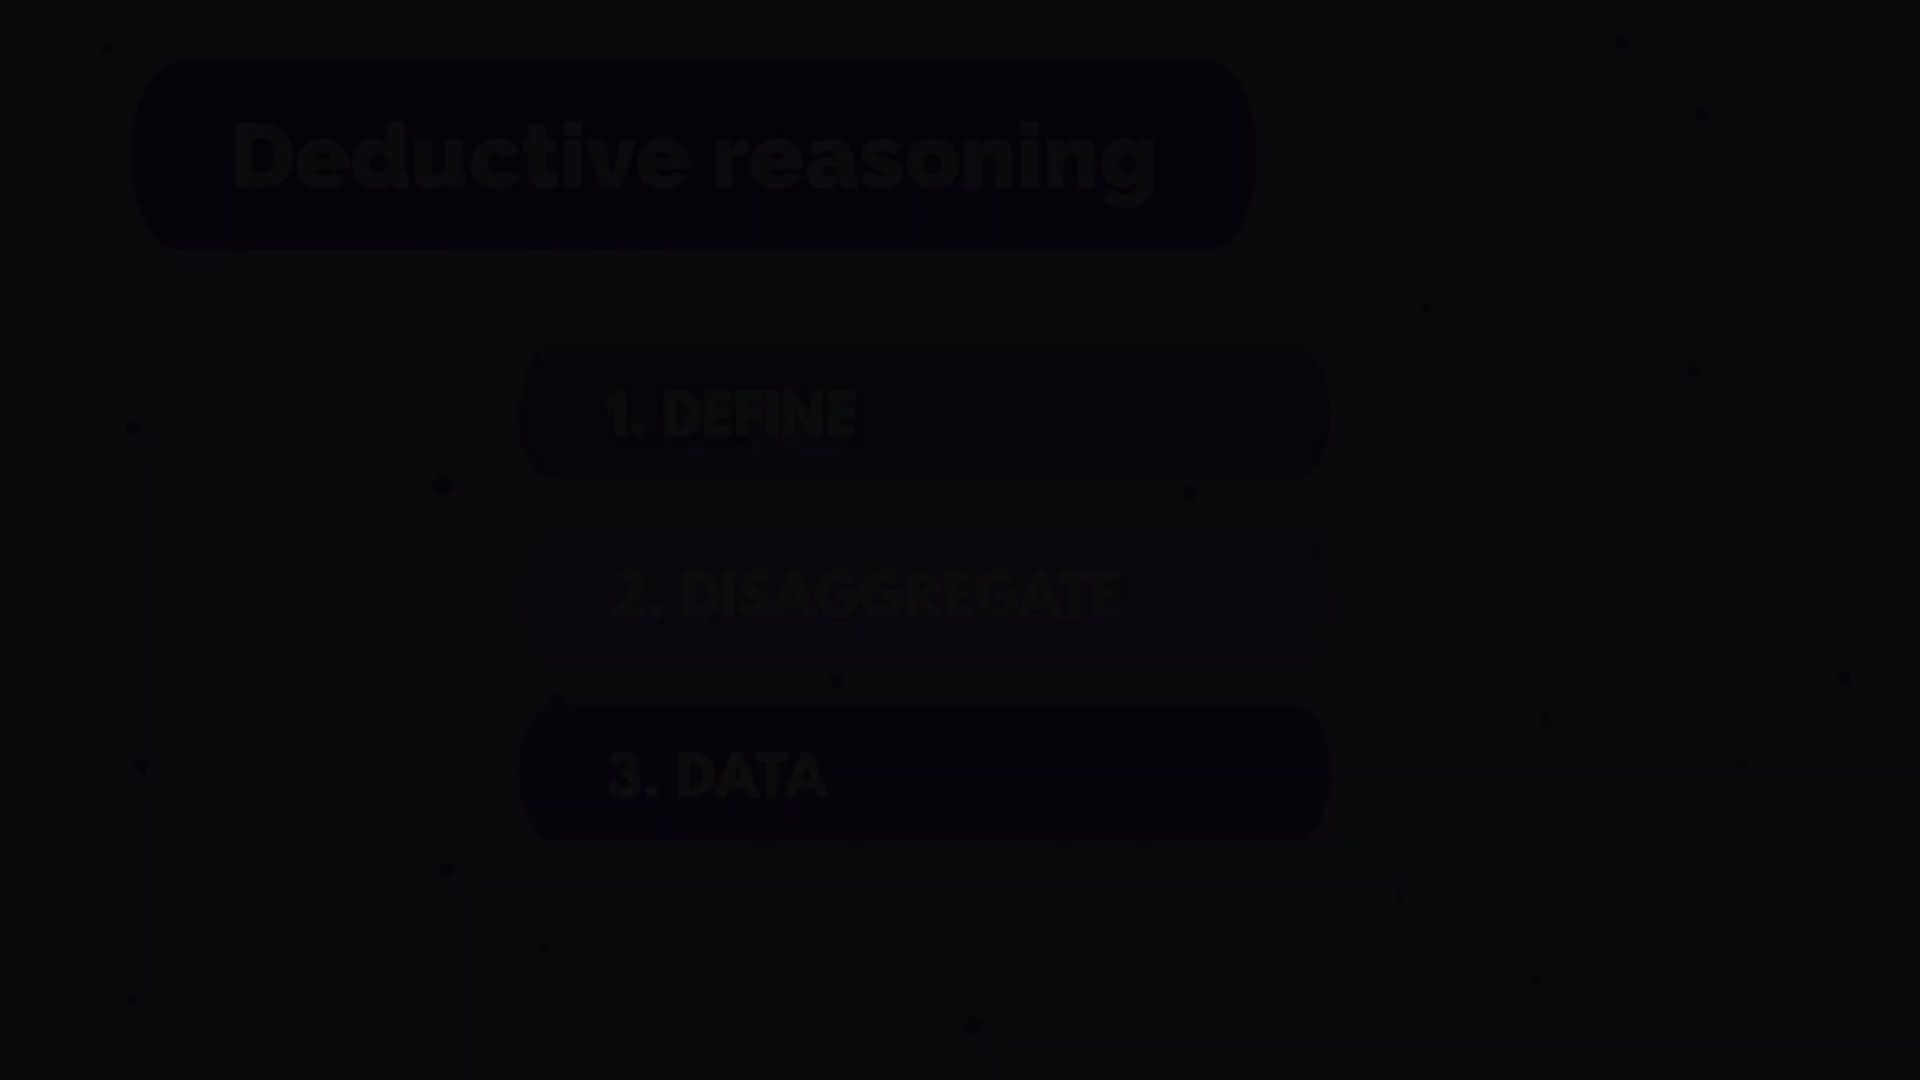 Deductive reasoning
1. DEFINE
2. DISAGGREGATE
3. DATA